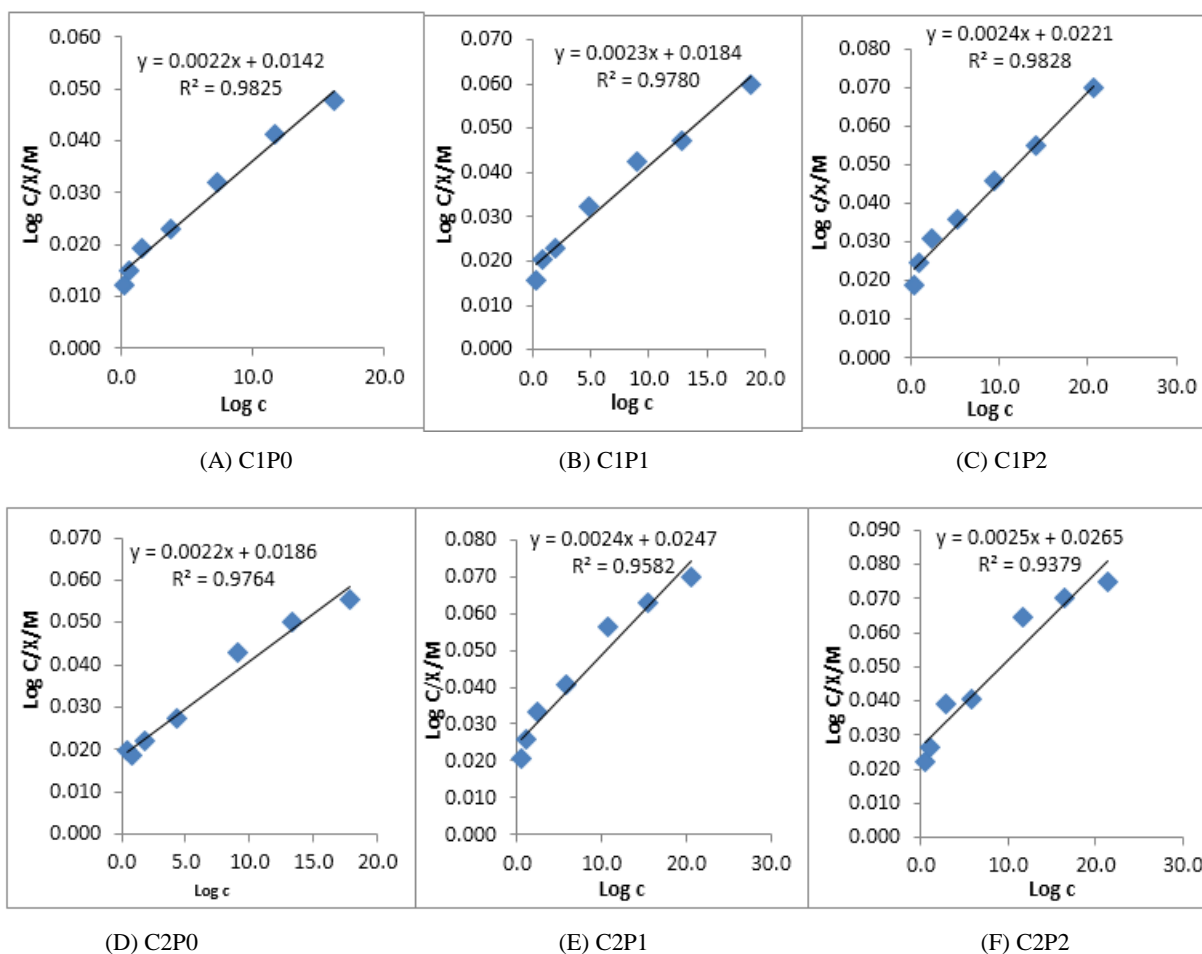 0.060
0.050
0.040
0.030
0.020
0.010
0.000
y = 0.0022x + 0.0142
R² = 0.9825
Log C/X/M
0.0 10.0 20.0
Log c
(A) C1P0
0.070
0.060
0.050
0.040
0.030
0.020
0.010
0.000
y = 0.0023x + 0.0184
R² = 0.9780
Log C/X/M
0.0 5.0 10.0 15.0 20.0
log c
(B) C1P1
0.080
0.070
0.060
0.050
0.040
0.030
0.020
0.010
0.000
y = 0.0024x + 0.0221
R² = 0.9828
Log c/x/M
0.0 10.0 20.0 30.0
Log c
(C) C1P2
0.070
0.060
0.050
0.040
0.030
0.020
0.010
0.000
y = 0.0022x + 0.0186
R² = 0.9764
Log C/X/M
0.0 5.0 10.0 15.0 20.0
Log c
(D) C2P0
0.080
0.070
0.060
0.050
0.040
0.030
0.020
0.010
0.000
y = 0.0024x + 0.0247
R² = 0.9582
Log C/X/M
0.0 10.0 20.0 30.0
Log c
(E) C2P1
0.090
0.080
0.070
0.060
0.050
0.040
0.030
0.020
0.010
0.000
y = 0.0025x + 0.0265
R² = 0.9379
Log C/X/M
0.0 10.0 20.0 30.0
Log c
(F) C2P2